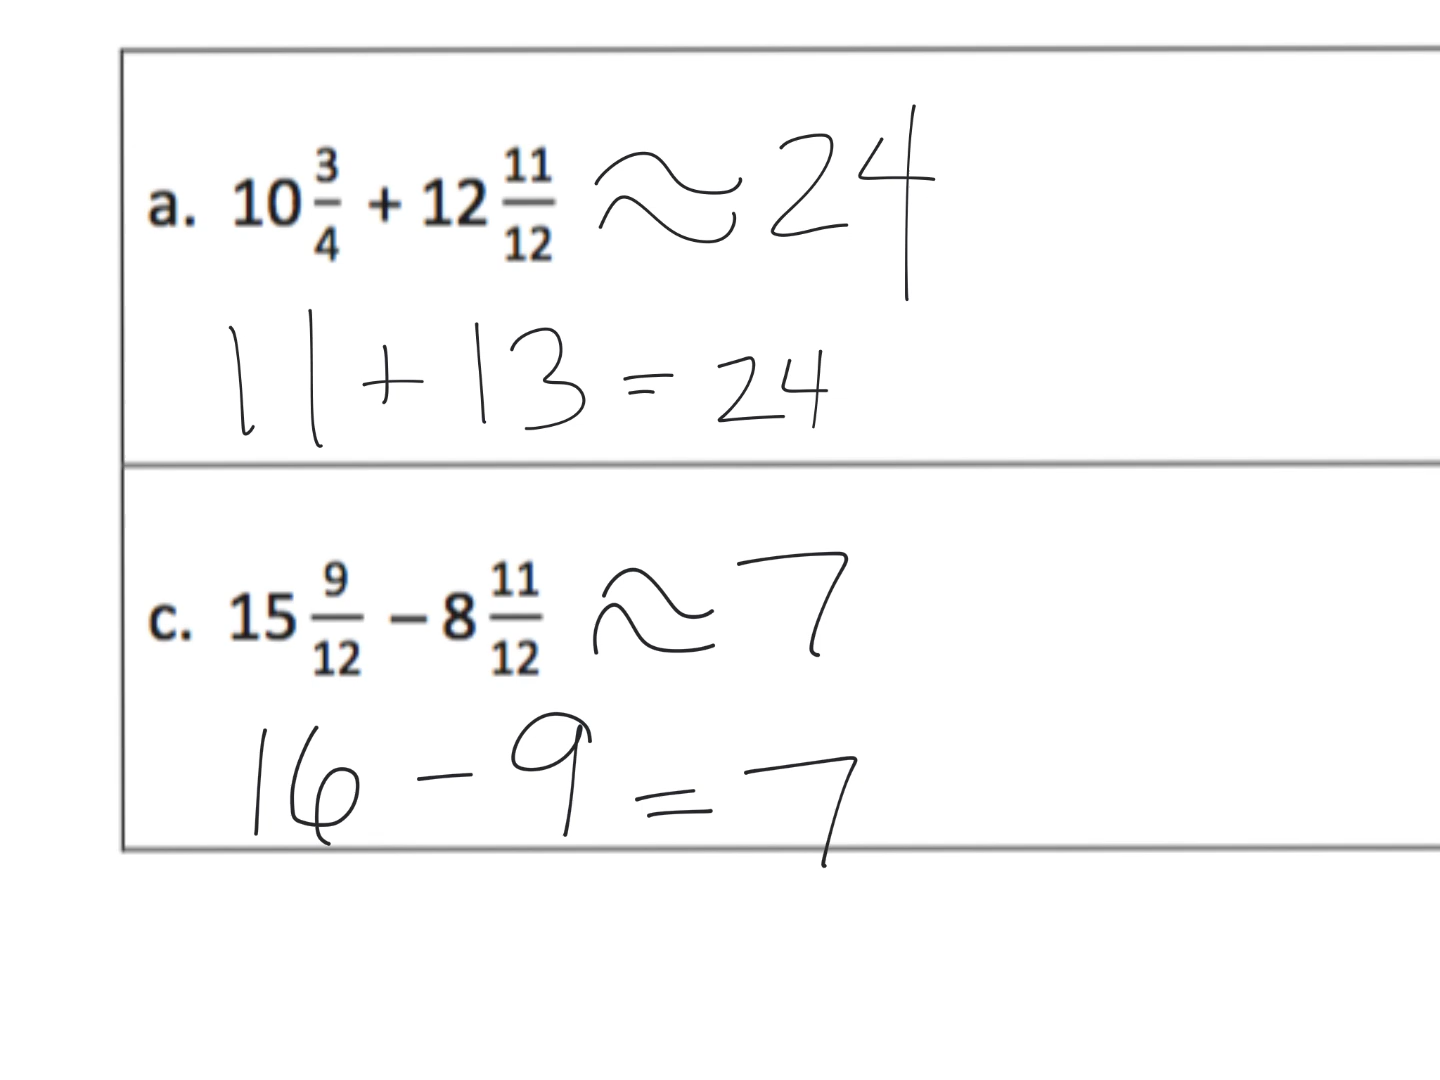 a. 10 3/4 + 12 11/12 ≈ 24
11 + 13 = 24
c. 15 9/12 − 8 11/12 ≈ 7
16 − 9 = 7